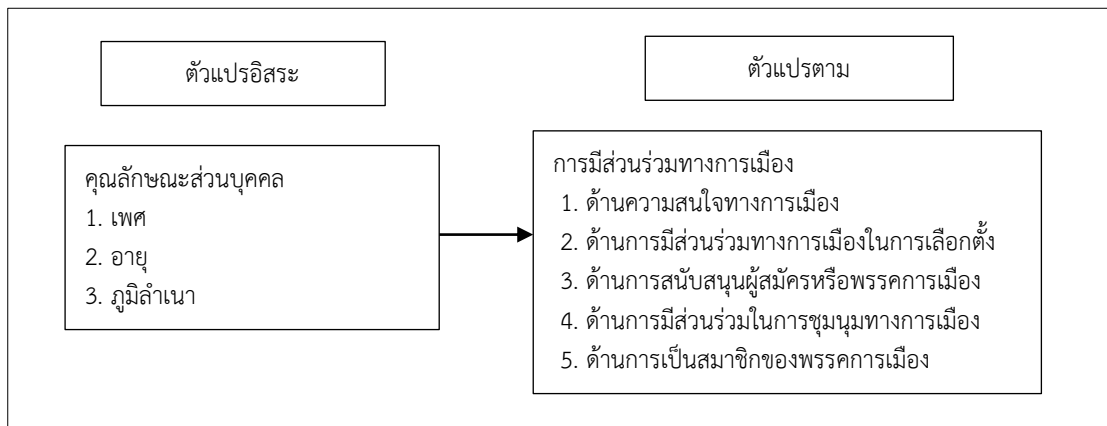 ตัวแปรอิสระ
ตัวแปรตาม
คุณลักษณะส่วนบุคคล
1. เพศ
2. อายุ
3. ภูมิลำเนา
การมีส่วนร่วมทางการเมือง
1. ด้านความสนใจทางการเมือง
2. ด้านการมีส่วนร่วมทางการเมืองในการเลือกตั้ง
3. ด้านการสนับสนุนผู้สมัครหรือพรรคการเมือง
4. ด้านการมีส่วนร่วมในการชุมนุมทางการเมือง
5. ด้านการเป็นสมาชิกของพรรคการเมือง